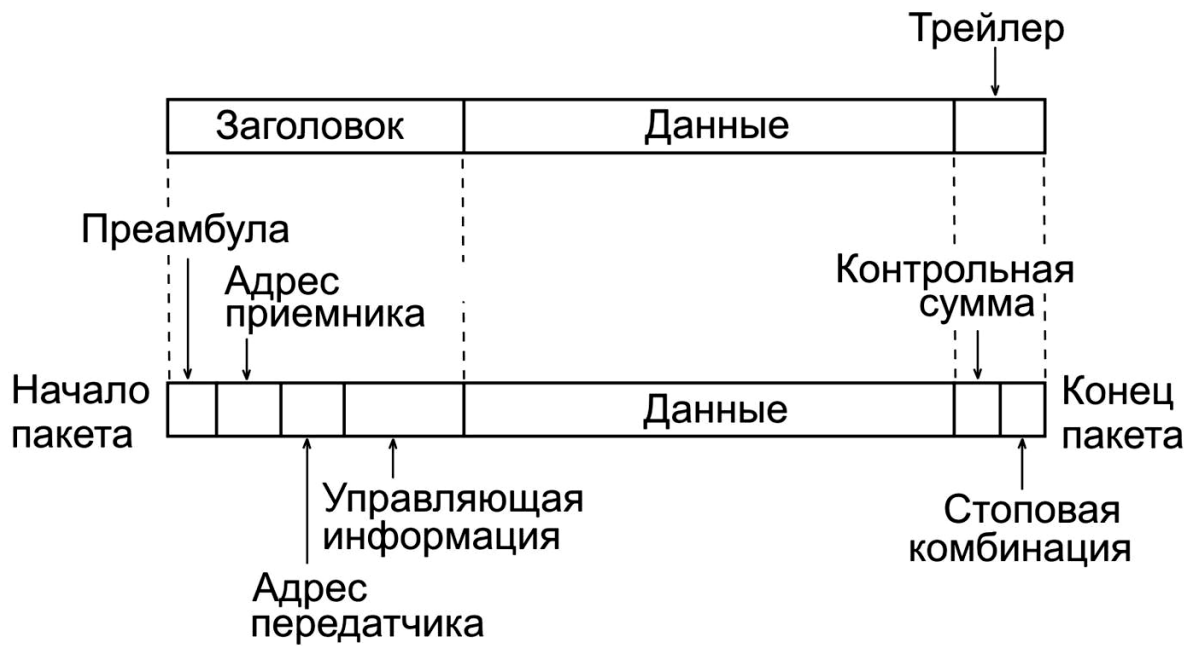 Трейлер
Заголовок
Данные
Преамбула
Адрес
приемника
Контрольная
сумма
Начало
пакета
Данные
Конец
пакета
Управляющая
информация
Стоповая
комбинация
Адрес
передатчика